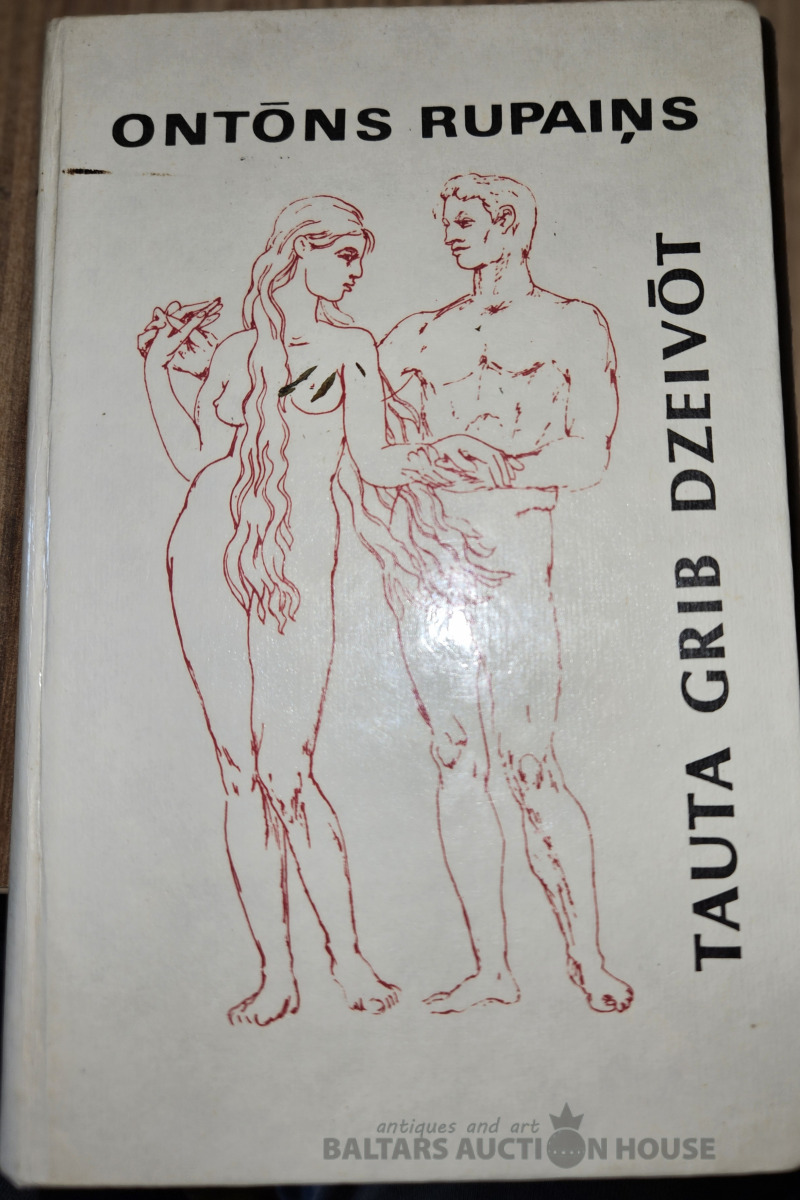 ONTŌNS RUPAIŅS
TAUTA GRIB DZEIVŌT
antiques and art
BALTARS AUCTION HOUSE